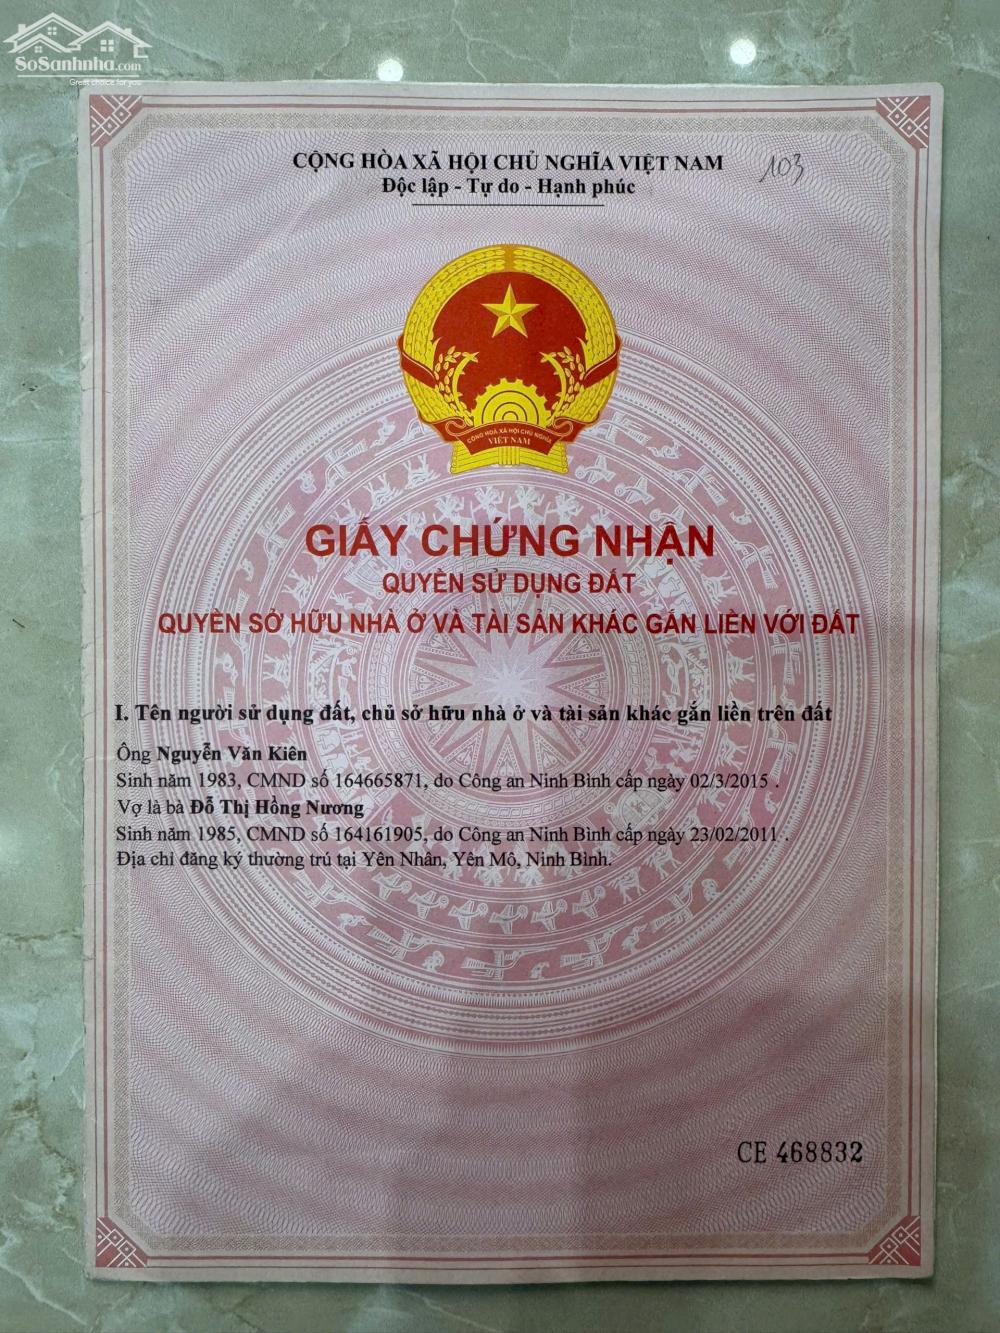 SoSanhnha.com
Great choice for you
CỘNG HÒA XÃ HỘI CHỦ NGHĨA VIỆT NAM
103
Độc lập - Tự do - Hạnh phúc
CỘNG HOÀ XÃ HỘI CHỦ NGHĨA
VIỆT NAM
GIẤY CHỨNG NHẬN
QUYỀN SỬ DỤNG ĐẤT
QUYỀN SỞ HỮU NHÀ Ở VÀ TÀI SẢN KHÁC GẮN LIỀN VỚI ĐẤT
I. Tên người sử dụng đất, chủ sở hữu nhà ở và tài sản khác gắn liền trên đất
Ông Nguyễn Văn Kiên
Sinh năm 1983, CMND số 164665871, do Công an Ninh Bình cấp ngày 02/3/2015 .
Vợ là bà Đỗ Thị Hồng Nương
Sinh năm 1985, CMND số 164161905, do Công an Ninh Bình cấp ngày 23/02/2011 .
Địa chỉ đăng ký thường trú tại Yên Nhân, Yên Mô, Ninh Bình.
CE 468832